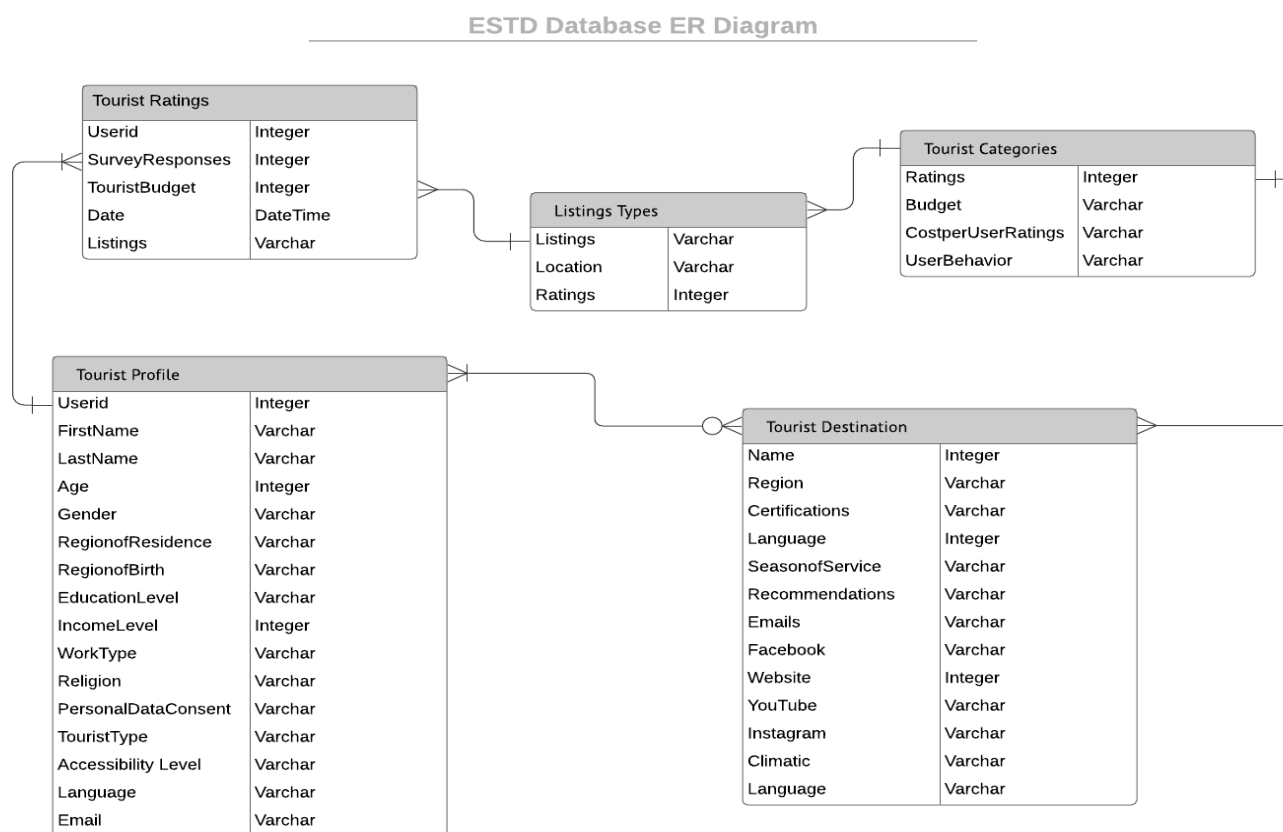 ESTD Database ER Diagram
Tourist Ratings
Userid Integer
SurveyResponses Integer
TouristBudget Integer
Date DateTime
Listings Varchar
Listings Types
Listings Varchar
Location Varchar
Ratings Integer
Tourist Categories
Ratings Integer
Budget Varchar
CostperUserRatings Varchar
UserBehavior Varchar
Tourist Profile
Userid Integer
FirstName Varchar
LastName Varchar
Age Integer
Gender Varchar
RegionofResidence Varchar
RegionofBirth Varchar
EducationLevel Varchar
IncomeLevel Integer
WorkType Varchar
Religion Varchar
PersonalDataConsent Varchar
TouristType Varchar
Accessibility Level Varchar
Language Varchar
Email Varchar
Tourist Destination
Name Integer
Region Varchar
Certifications Varchar
Language Integer
SeasonofService Varchar
Recommendations Varchar
Emails Varchar
Facebook Varchar
Website Integer
YouTube Varchar
Instagram Varchar
Climatic Varchar
Language Varchar